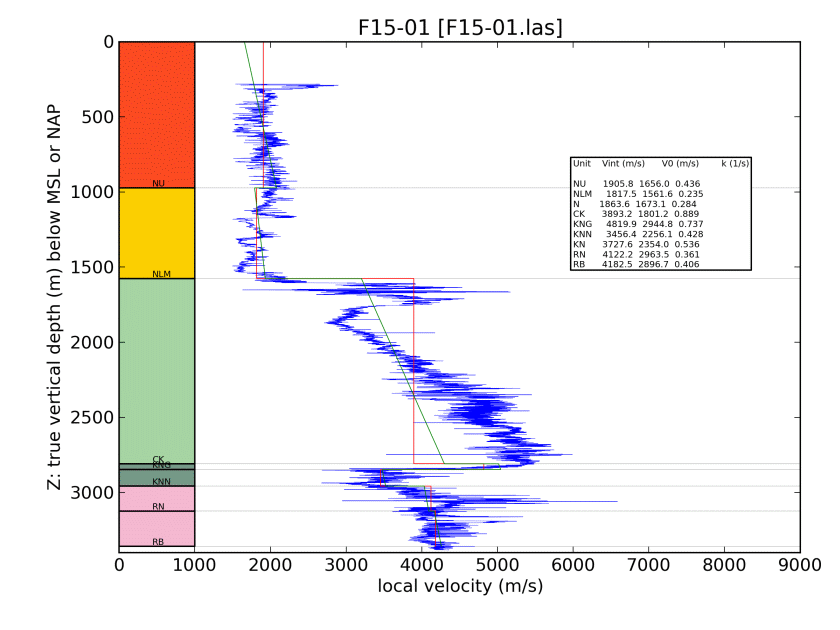 F15-01 [F15-01.las]
Z: true vertical depth (m) below MSL or NAP
0
500
1000
1500
2000
2500
3000
NU
NLM
CK
KNG
KNN
RN
RB
Unit Vint (m/s) V0 (m/s) k (1/s)
NU 1905.8 1656.0 0.436
NLM 1817.5 1561.6 0.235
N 1863.6 1673.1 0.284
CK 3893.2 1801.2 0.889
KNG 4819.9 2944.8 0.737
KNN 3456.4 2256.1 0.428
KN 3727.6 2354.0 0.536
RN 4122.2 2963.5 0.361
RB 4182.5 2896.7 0.406
0 1000 2000 3000 4000 5000 6000 7000 8000 9000
local velocity (m/s)